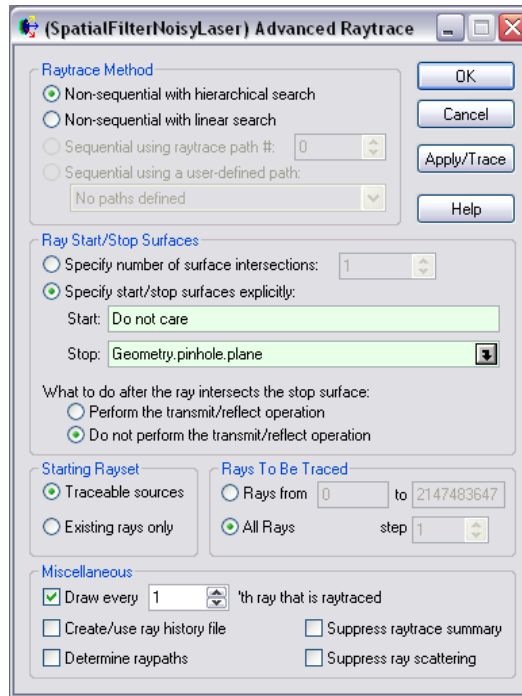 (SpatialFilterNoisyLaser) Advanced Raytrace
Raytrace Method
Non-sequential with hierarchical search
Non-sequential with linear search
Sequential using raytrace path #: 0
Sequential using a user-defined path:
No paths defined
OK
Cancel
Apply/Trace
Help
Ray Start/Stop Surfaces
Specify number of surface intersections: 1
Specify start/stop surfaces explicitly:
Start: Do not care
Stop: Geometry.pinhole.plane
What to do after the ray intersects the stop surface:
Perform the transmit/reflect operation
Do not perform the transmit/reflect operation
Starting Rayset
Traceable sources
Existing rays only
Rays To Be Traced
Rays from 0 to 2147483647
All Rays step 1
Miscellaneous
Draw every 1 'th ray that is raytraced
Create/use ray history file Suppress raytrace summary
Determine raypaths Suppress ray scattering